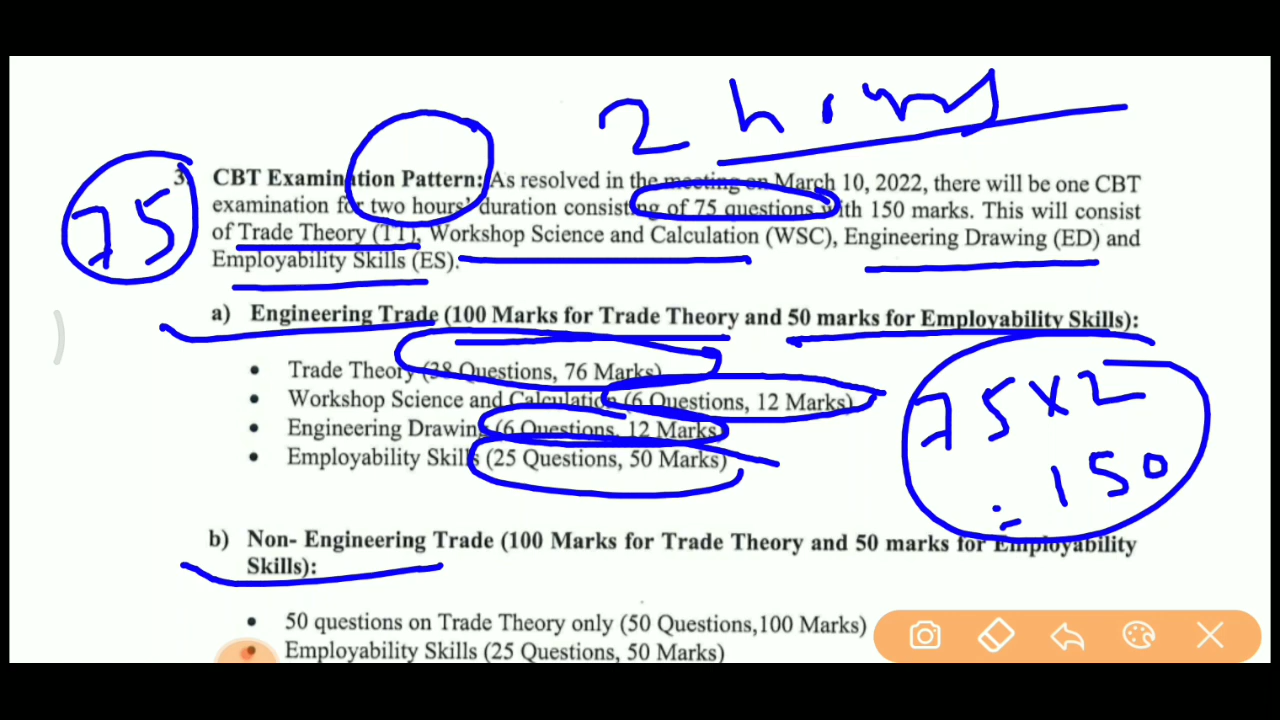 2 hours
75
3. CBT Examination Pattern: As resolved in the meeting on March 10, 2022, there will be one CBT
examination for two hours' duration consisting of 75 questions with 150 marks. This will consist
of Trade Theory (TT), Workshop Science and Calculation (WSC), Engineering Drawing (ED) and
Employability Skills (ES).
a) Engineering Trade (100 Marks for Trade Theory and 50 marks for Employability Skills):
• Trade Theory (38 Questions, 76 Marks)
• Workshop Science and Calculation (6 Questions, 12 Marks)
• Engineering Drawing (6 Questions, 12 Marks)
• Employability Skills (25 Questions, 50 Marks)
75 x 2
= 150
b) Non- Engineering Trade (100 Marks for Trade Theory and 50 marks for Employability
Skills):
• 50 questions on Trade Theory only (50 Questions,100 Marks)
Employability Skills (25 Questions, 50 Marks)